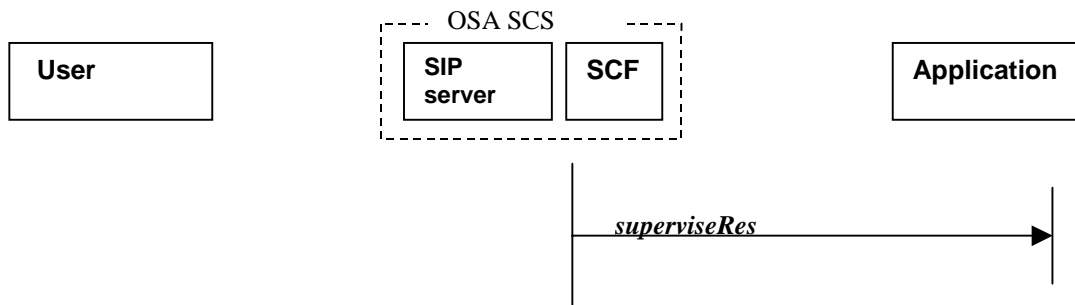 OSA SCS
User
SIP
server
SCF
Application
superviseRes